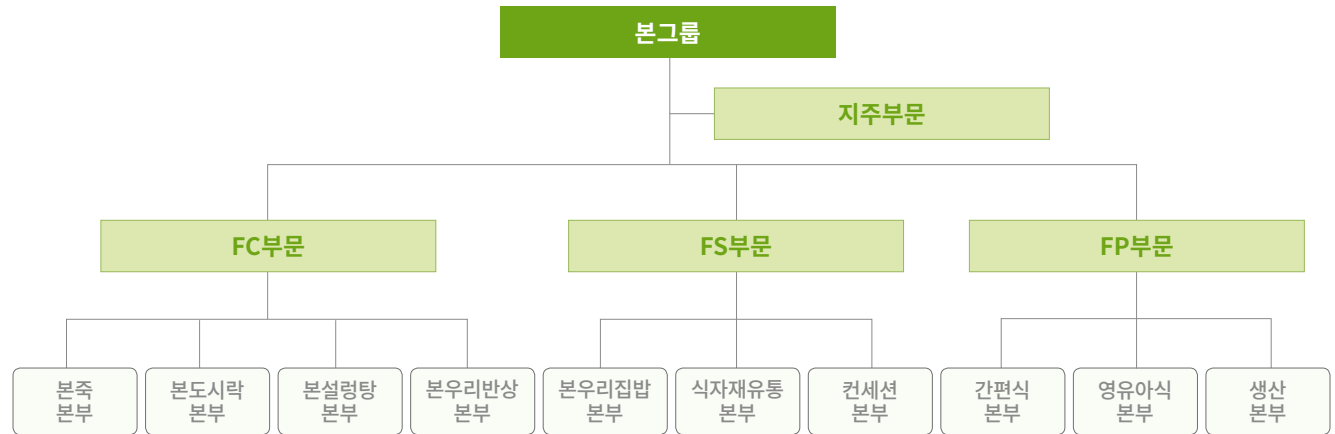 본그룹
지주부문
FC부문
FS부문
FP부문
본죽
본부
본도시락
본부
본설렁탕
본부
본우리반상
본부
본우리집밥
본부
식자재유통
본부
컨세션
본부
간편식
본부
영유아식
본부
생산
본부